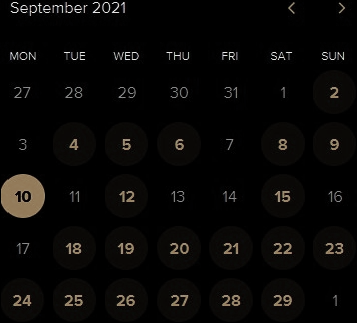 September 2021
MON TUE WED THU FRI SAT SUN
27 28 29 30 31 1 2
3 4 5 6 7 8 9
10 11 12 13 14 15 16
17 18 19 20 21 22 23
24 25 26 27 28 29 1